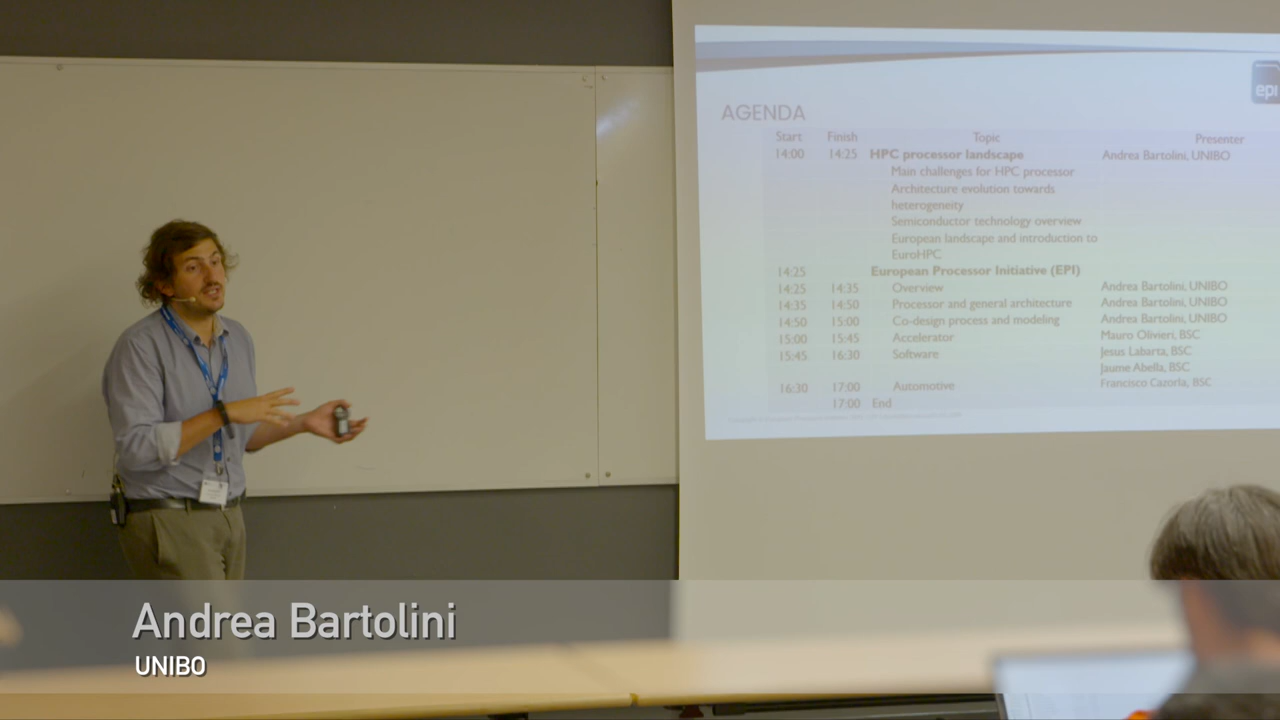 epi
AGENDA
Start Finish Topic Presenter
14:00 14:25 HPC processor landscape Andrea Bartolini, UNIBO
Main challenges for HPC processor
Architecture evolution towards
heterogeneity
Semiconductor technology overview
European landscape and introduction to
EuroHPC
14:25 European Processor Initiative (EPI)
14:25 14:35 Overview Andrea Bartolini, UNIBO
14:35 14:50 Processor and general architecture Andrea Bartolini, UNIBO
14:50 15:00 Co-design process and modeling Andrea Bartolini, UNIBO
15:00 15:45 Accelerator Mauro Olivieri, BSC
15:45 16:30 Software Jesus Labarta, BSC
Jaume Abella, BSC
16:30 17:00 Automotive Francisco Cazorla, BSC
17:00 End
Andrea Bartolini
UNIBO